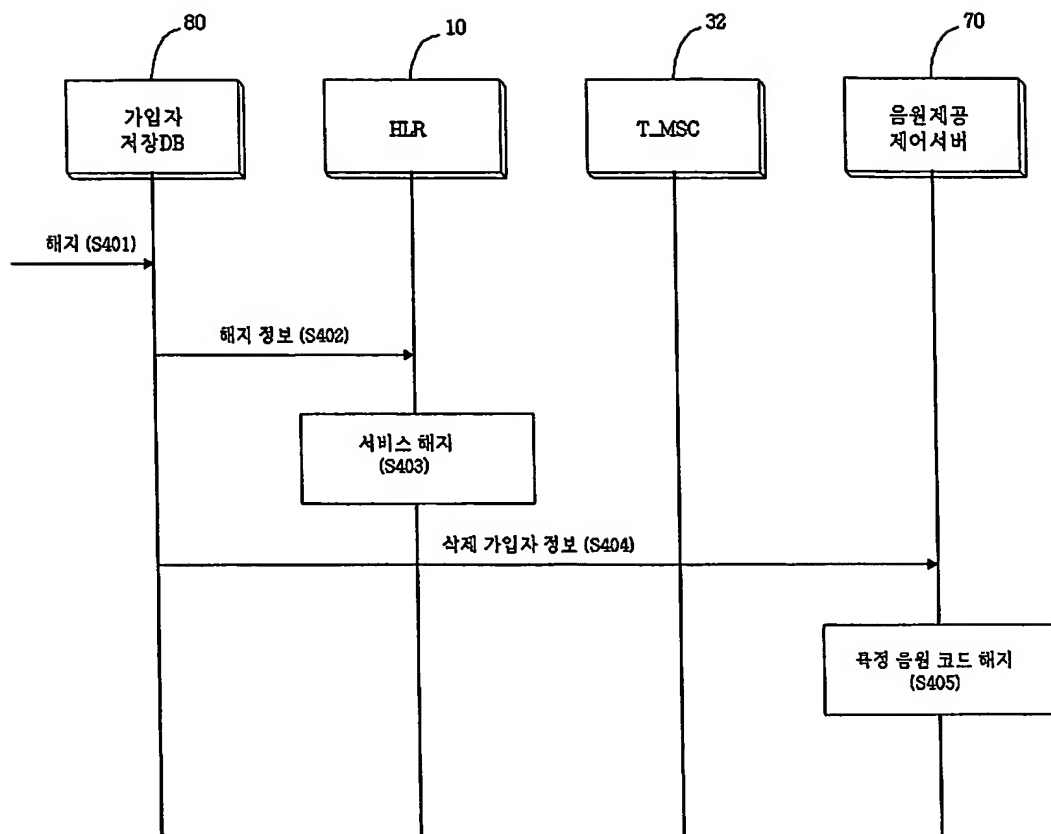 80
10
32
70
가입자
저장DB
HLR
T_MSC
음원제공
제어서버
해지 (S401)
해지 정보 (S402)
서비스 해지
(S403)
삭제 가입자 정보 (S404)
특정 음원 코드 해지
(S405)